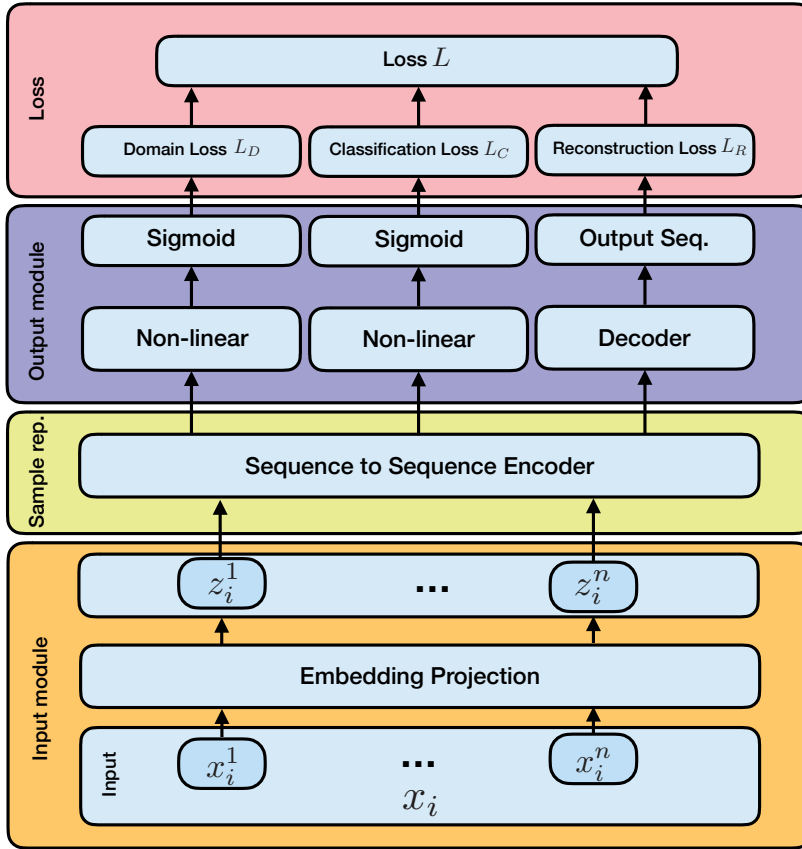 Loss
Loss L
Domain Loss L_D
Classification Loss L_C
Reconstruction Loss L_R
Output module
Sigmoid
Sigmoid
Output Seq.
Non-linear
Non-linear
Decoder
Sample rep.
Sequence to Sequence Encoder
Input module
z_i^1
...
z_i^n
Embedding Projection
Input
x_i^1
...
x_i^n
x_i